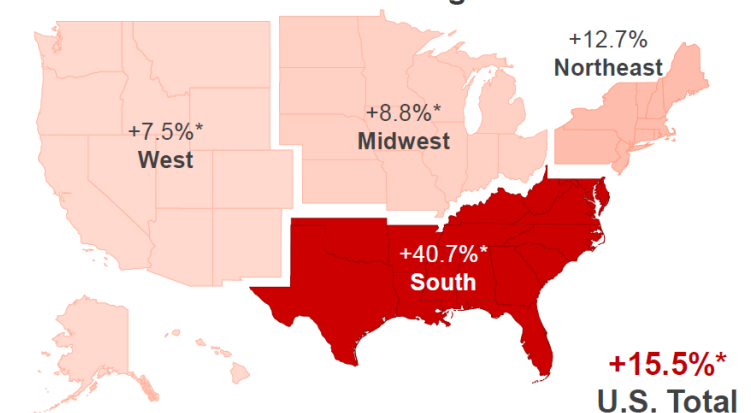 +12.7%
Northeast
+8.8%*
Midwest
+7.5%*
West
+40.7%*
South
+15.5%*
U.S. Total